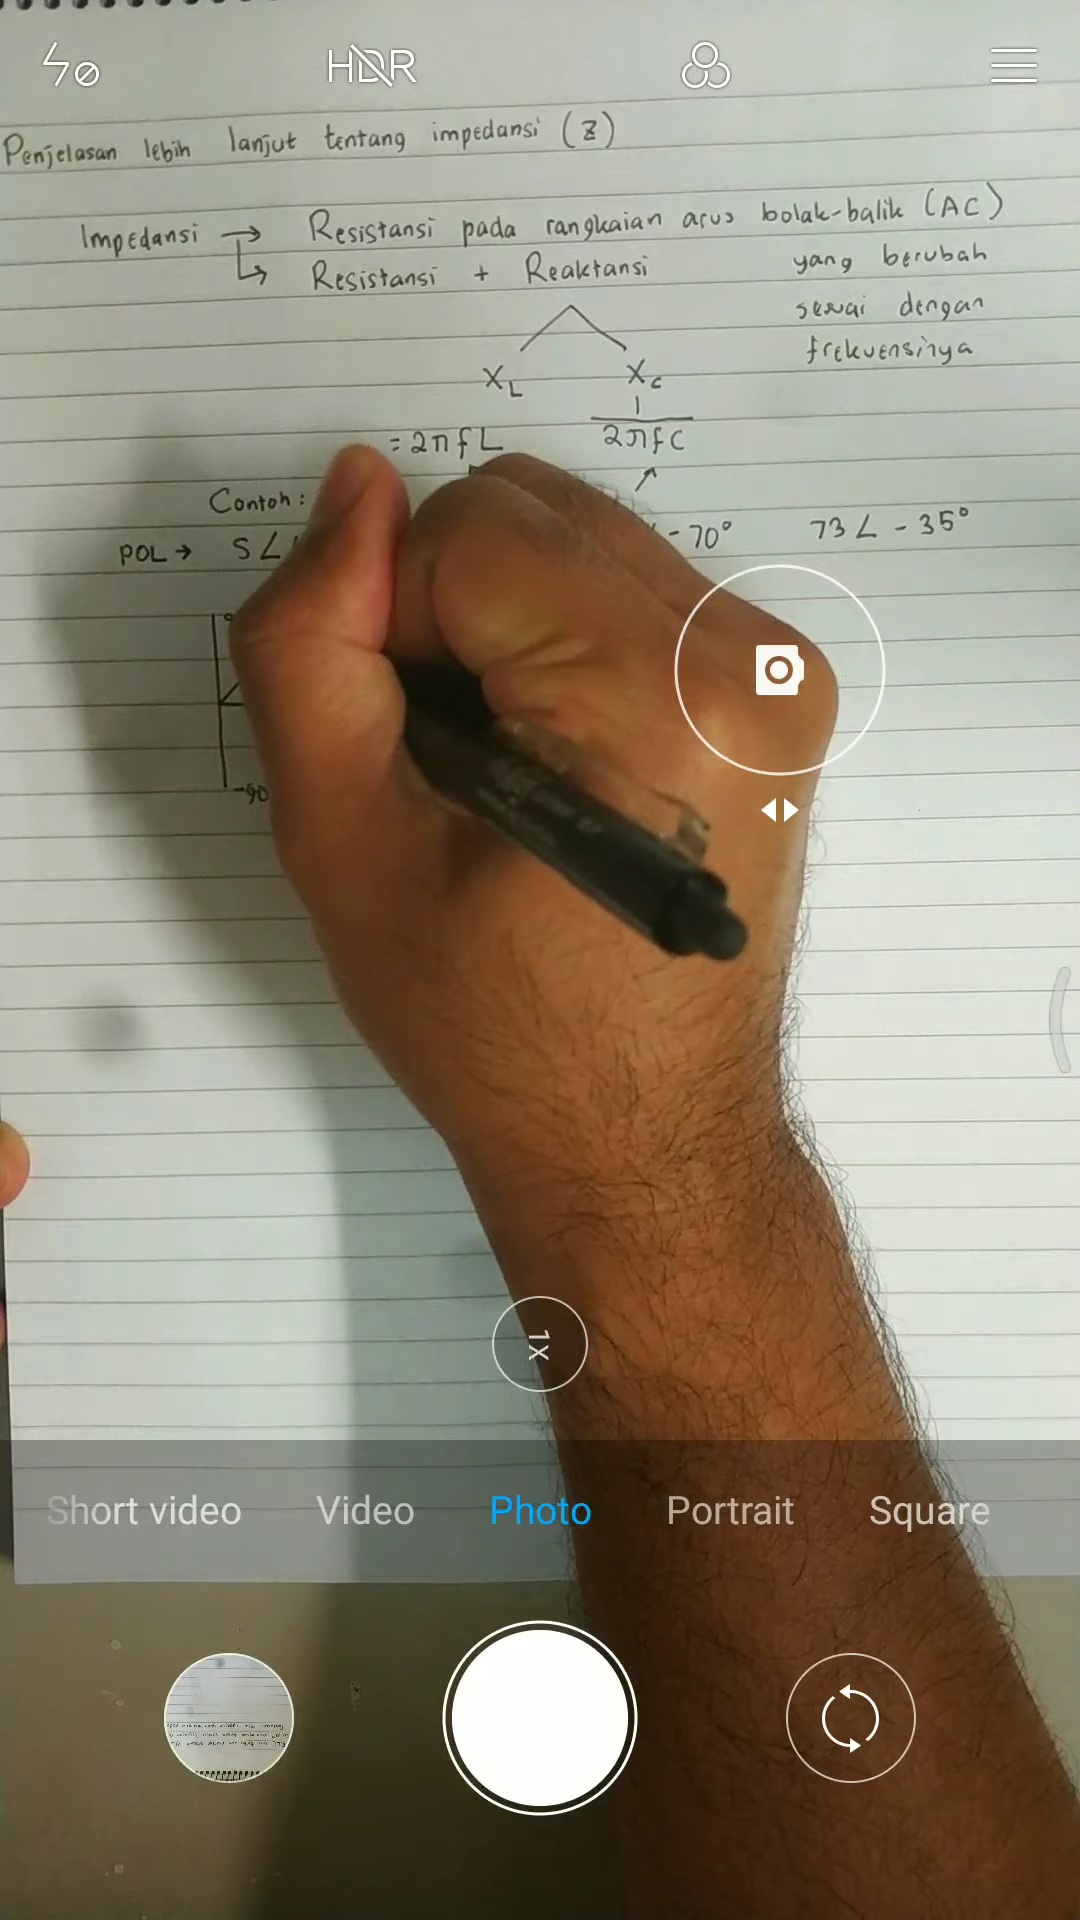 HDR
Penjelasan lebih lanjut tentang impedansi (Z)
Impedansi → Resistansi pada rangkaian arus bolak-balik (AC)
↳ Resistansi + Reaktansi
yang berubah
sesuai dengan
frekuensinya
X_L X_C
= 2πfL
1
2πfC
Contoh:
POL → 5∠ -70° 73∠ -35°
-90
1X
Short video Video Photo Portrait Square